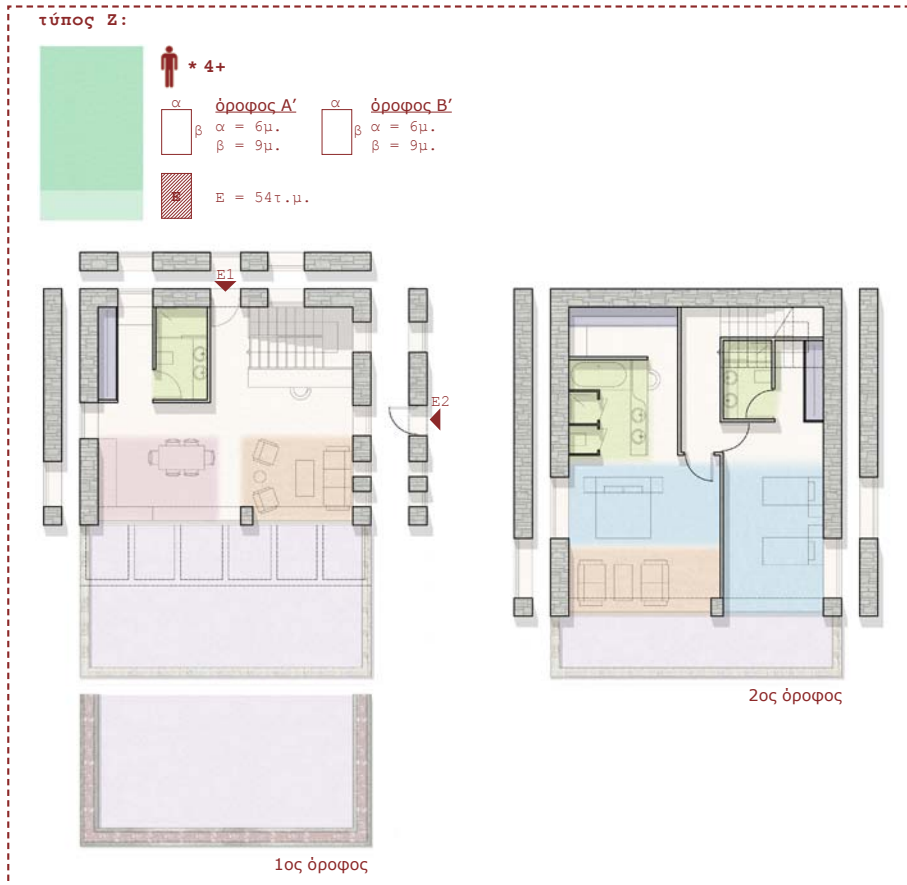 τύπος Ζ:
* 4+
α όροφος Α’ α όροφος Β’
β α = 6μ. β α = 6μ.
β = 9μ. β = 9μ.
Ε Ε = 54τ.μ.
Ε1
Ε2
2ος όροφος
1ος όροφος